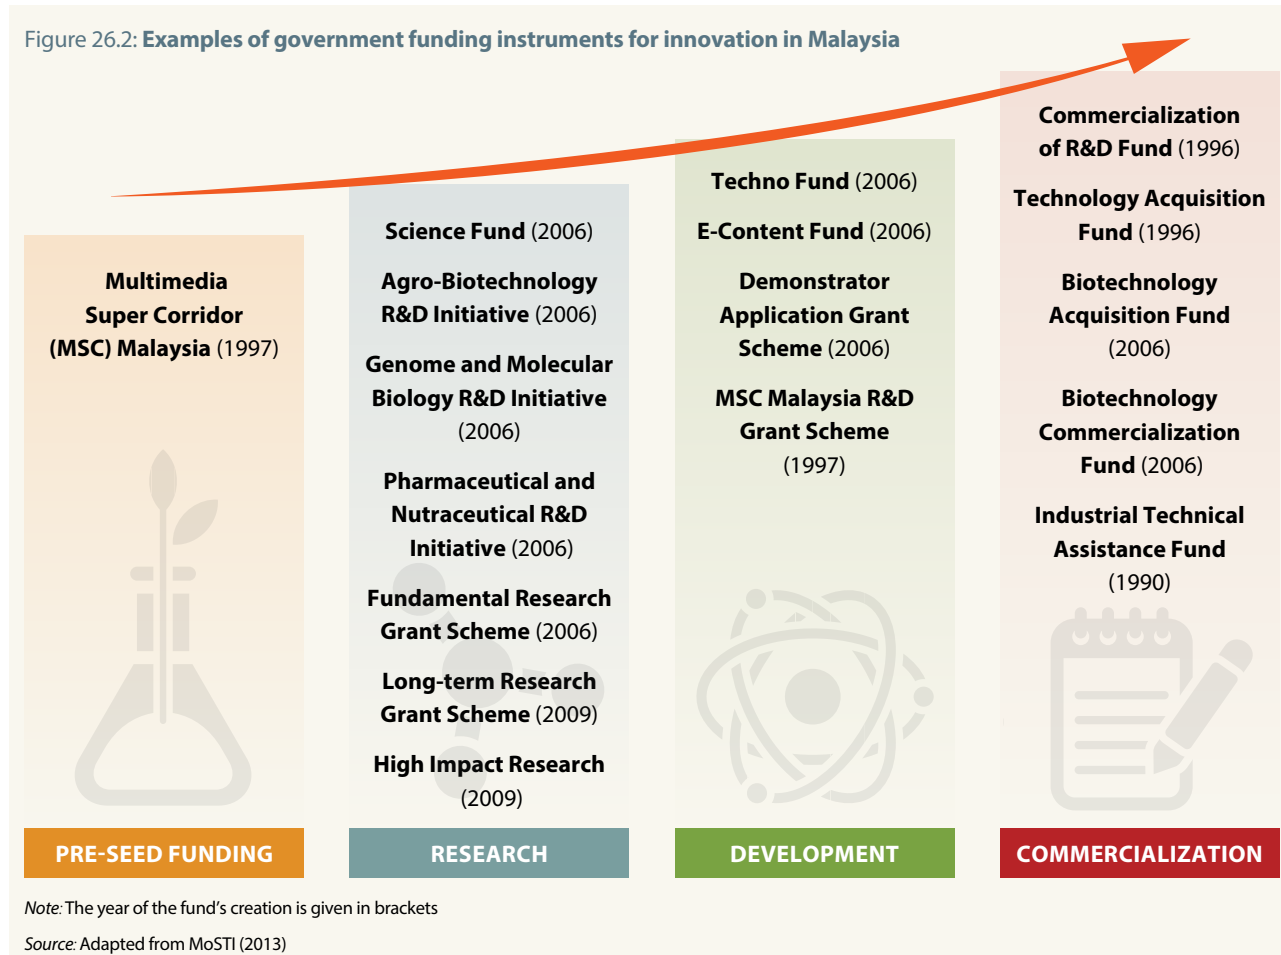 Figure 26.2: Examples of government funding instruments for innovation in Malaysia
Multimedia
Super Corridor
(MSC) Malaysia (1997)
PRE-SEED FUNDING
Science Fund (2006)
Agro-Biotechnology
R&D Initiative (2006)
Genome and Molecular
Biology R&D Initiative
(2006)
Pharmaceutical and
Nutraceutical R&D
Initiative (2006)
Fundamental Research
Grant Scheme (2006)
Long-term Research
Grant Scheme (2009)
High Impact Research
(2009)
RESEARCH
Techno Fund (2006)
E-Content Fund (2006)
Demonstrator
Application Grant
Scheme (2006)
MSC Malaysia R&D
Grant Scheme
(1997)
DEVELOPMENT
Commercialization
of R&D Fund (1996)
Technology Acquisition
Fund (1996)
Biotechnology
Acquisition Fund
(2006)
Biotechnology
Commercialization
Fund (2006)
Industrial Technical
Assistance Fund
(1990)
COMMERCIALIZATION
Note: The year of the fund's creation is given in brackets
Source: Adapted from MoSTI (2013)